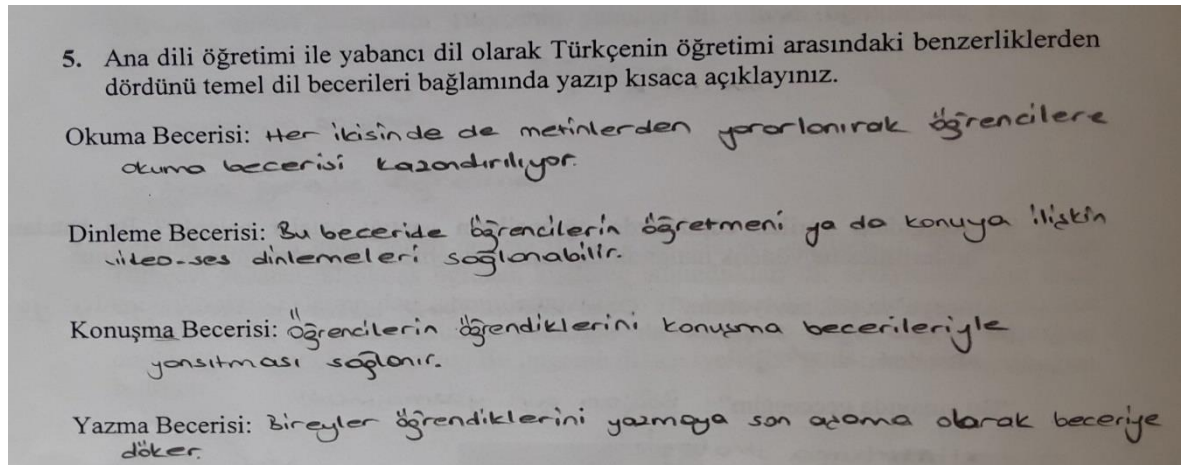 5. Ana dili öğretimi ile yabancı dil olarak Türkçenin öğretimi arasındaki benzerliklerden
dördünü temel dil becerileri bağlamında yazıp kısaca açıklayınız.
Okuma Becerisi: Her ikisinde de metinlerden yararlanırak öğrencilere
okuma becerisi kazandırılıyor.
Dinleme Becerisi: Bu beceride öğrencilerin öğretmeni ya da konuya ilişkin
video-ses dinlemeleri sağlanabilir.
Konuşma Becerisi: Öğrencilerin öğrendiklerini konuşma becerileriyle
yansıtması sağlanır.
Yazma Becerisi: Bireyler öğrendiklerini yazmaya son aşama olarak beceriye
döker.